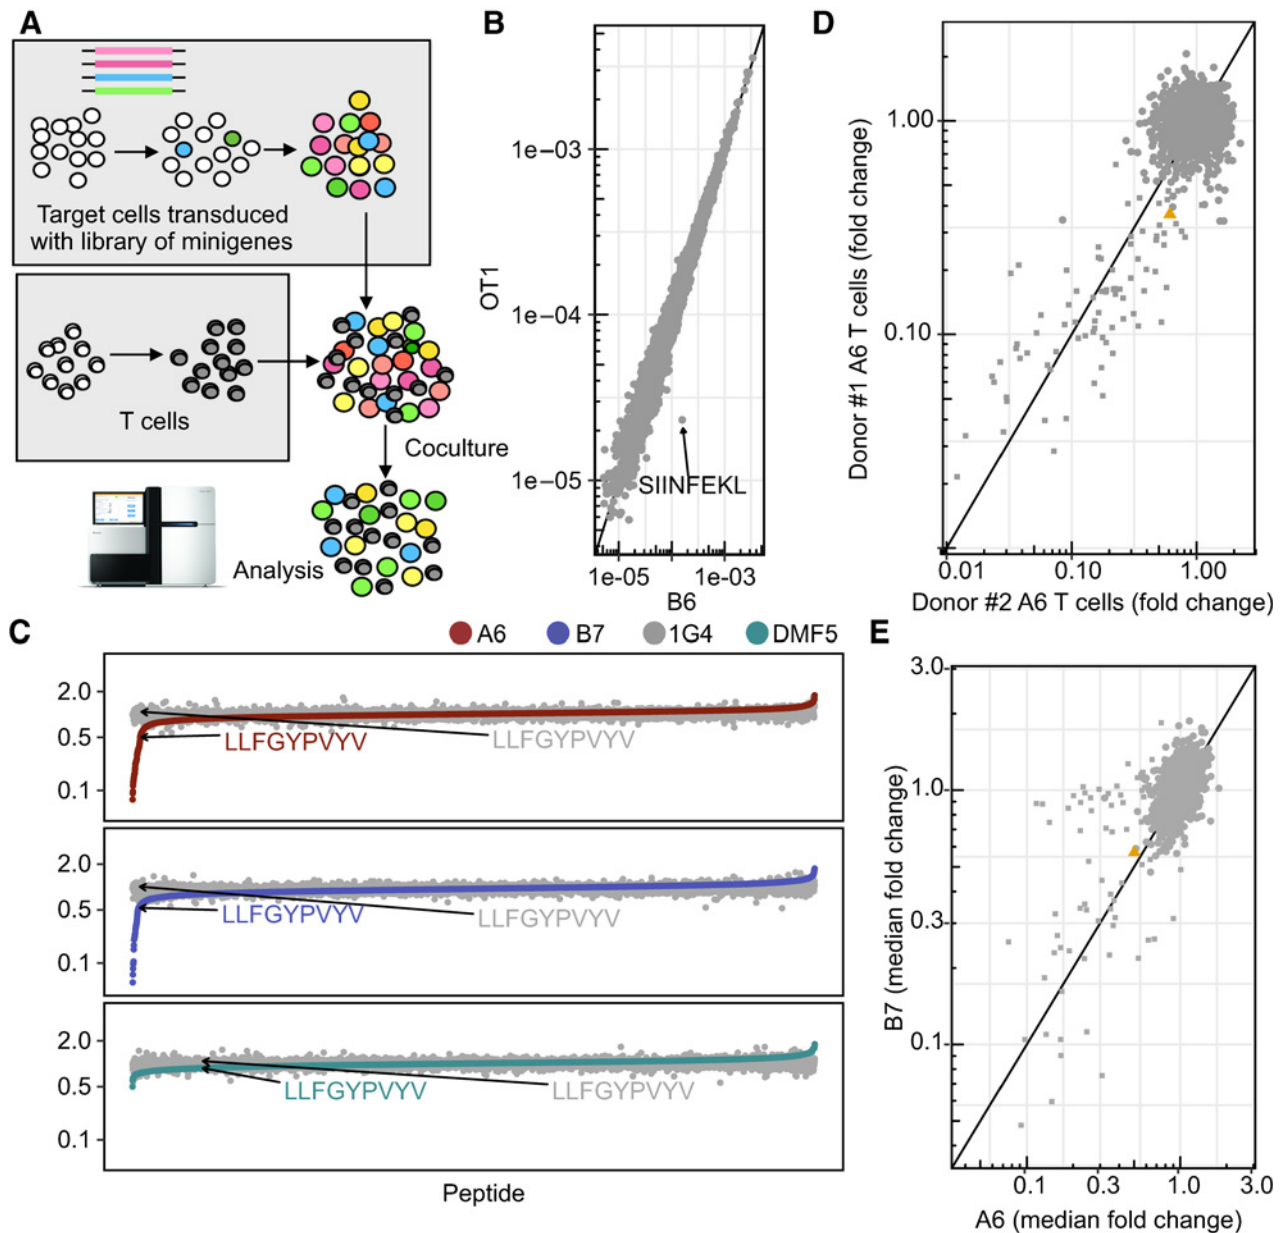 A
Target cells transduced
with library of minigenes
T cells
Coculture
Analysis
B
OT1
1e-03
1e-04
1e-05
SIINFEKL
1e-05
1e-03
B6
D
Donor #1 A6 T cells (fold change)
1.00
0.10
0.01
0.10
1.00
Donor #2 A6 T cells (fold change)
C
A6
B7
1G4
DMF5
2.0
0.5
0.1
LLFGYPVYV
LLFGYPVYV
2.0
0.5
0.1
LLFGYPVYV
LLFGYPVYV
2.0
0.5
0.1
LLFGYPVYV
LLFGYPVYV
Peptide
E
B7 (median fold change)
3.0
1.0
0.3
0.1
0.1
0.3
1.0
3.0
A6 (median fold change)